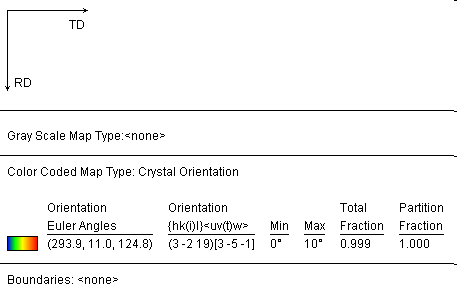 TD
RD
Gray Scale Map Type:<none>
Color Coded Map Type: Crystal Orientation
Orientation Orientation Total Partition
Euler Angles {hk(i)l}<uv(t)w> Min Max Fraction Fraction
(293.9, 11.0, 124.8) (3 -2 19)[3 -5 -1] 0° 10° 0.999 1.000
Boundaries: <none>